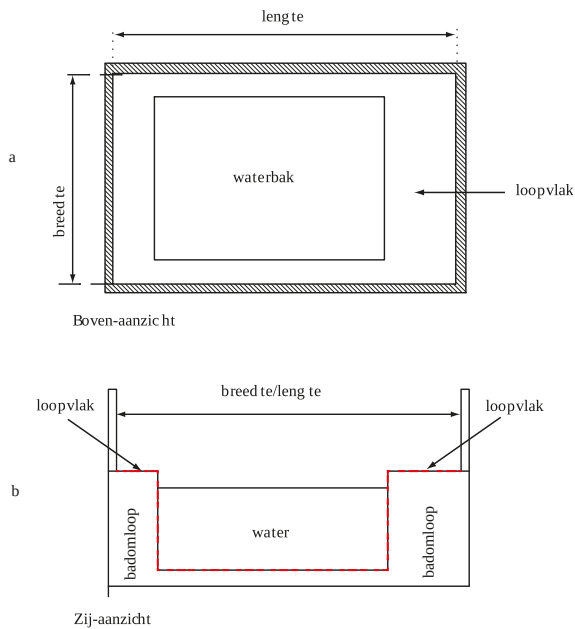 lengte
a
waterbak
breedte
loopvlak
Boven-aanzicht
breedte/lengte
loopvlak
loopvlak
b
badomloop
water
badomloop
Zij-aanzicht